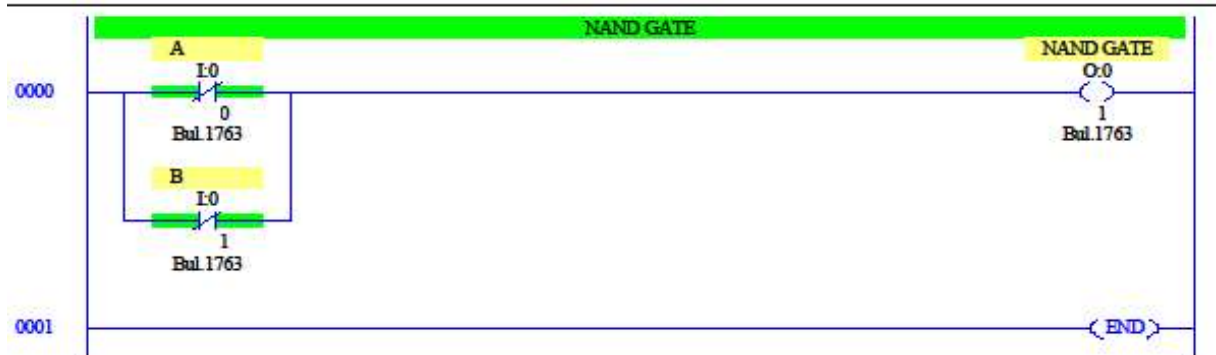 NAND GATE
A
I:0
0
Bul.1763
NAND GATE
O:0
1
Bul.1763
0000
B
I:0
1
Bul.1763
0001
END